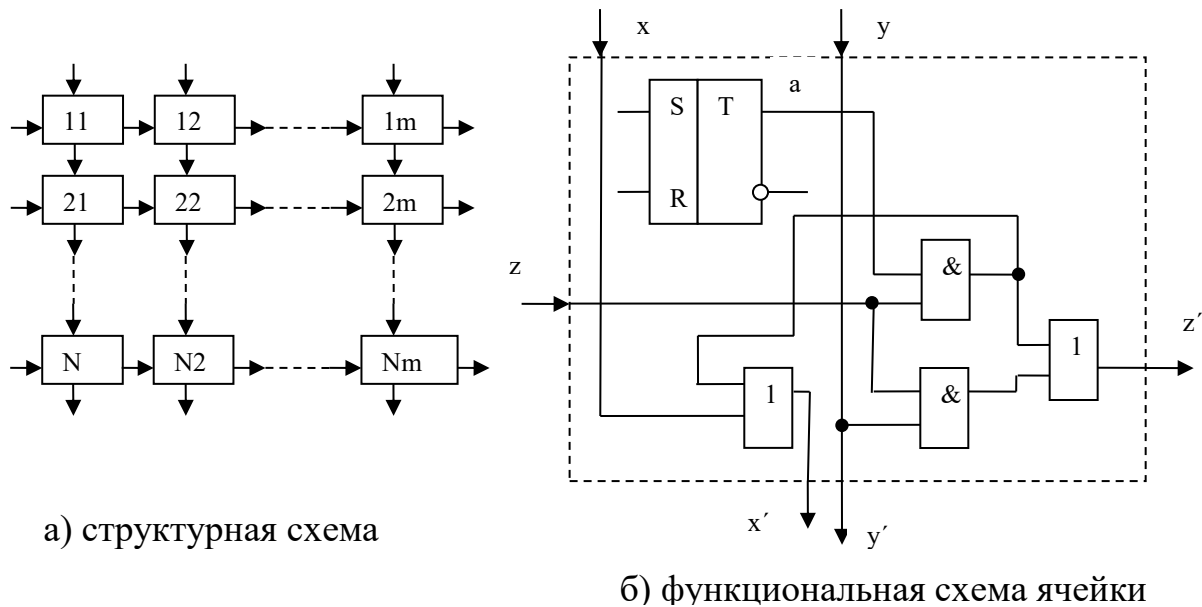 x y
a
S T
R
11 12 1m
21 22 2m
N N2 Nm
z
&
z´
1
1
&
x´
y´
а) структурная схема
б) функциональная схема ячейки